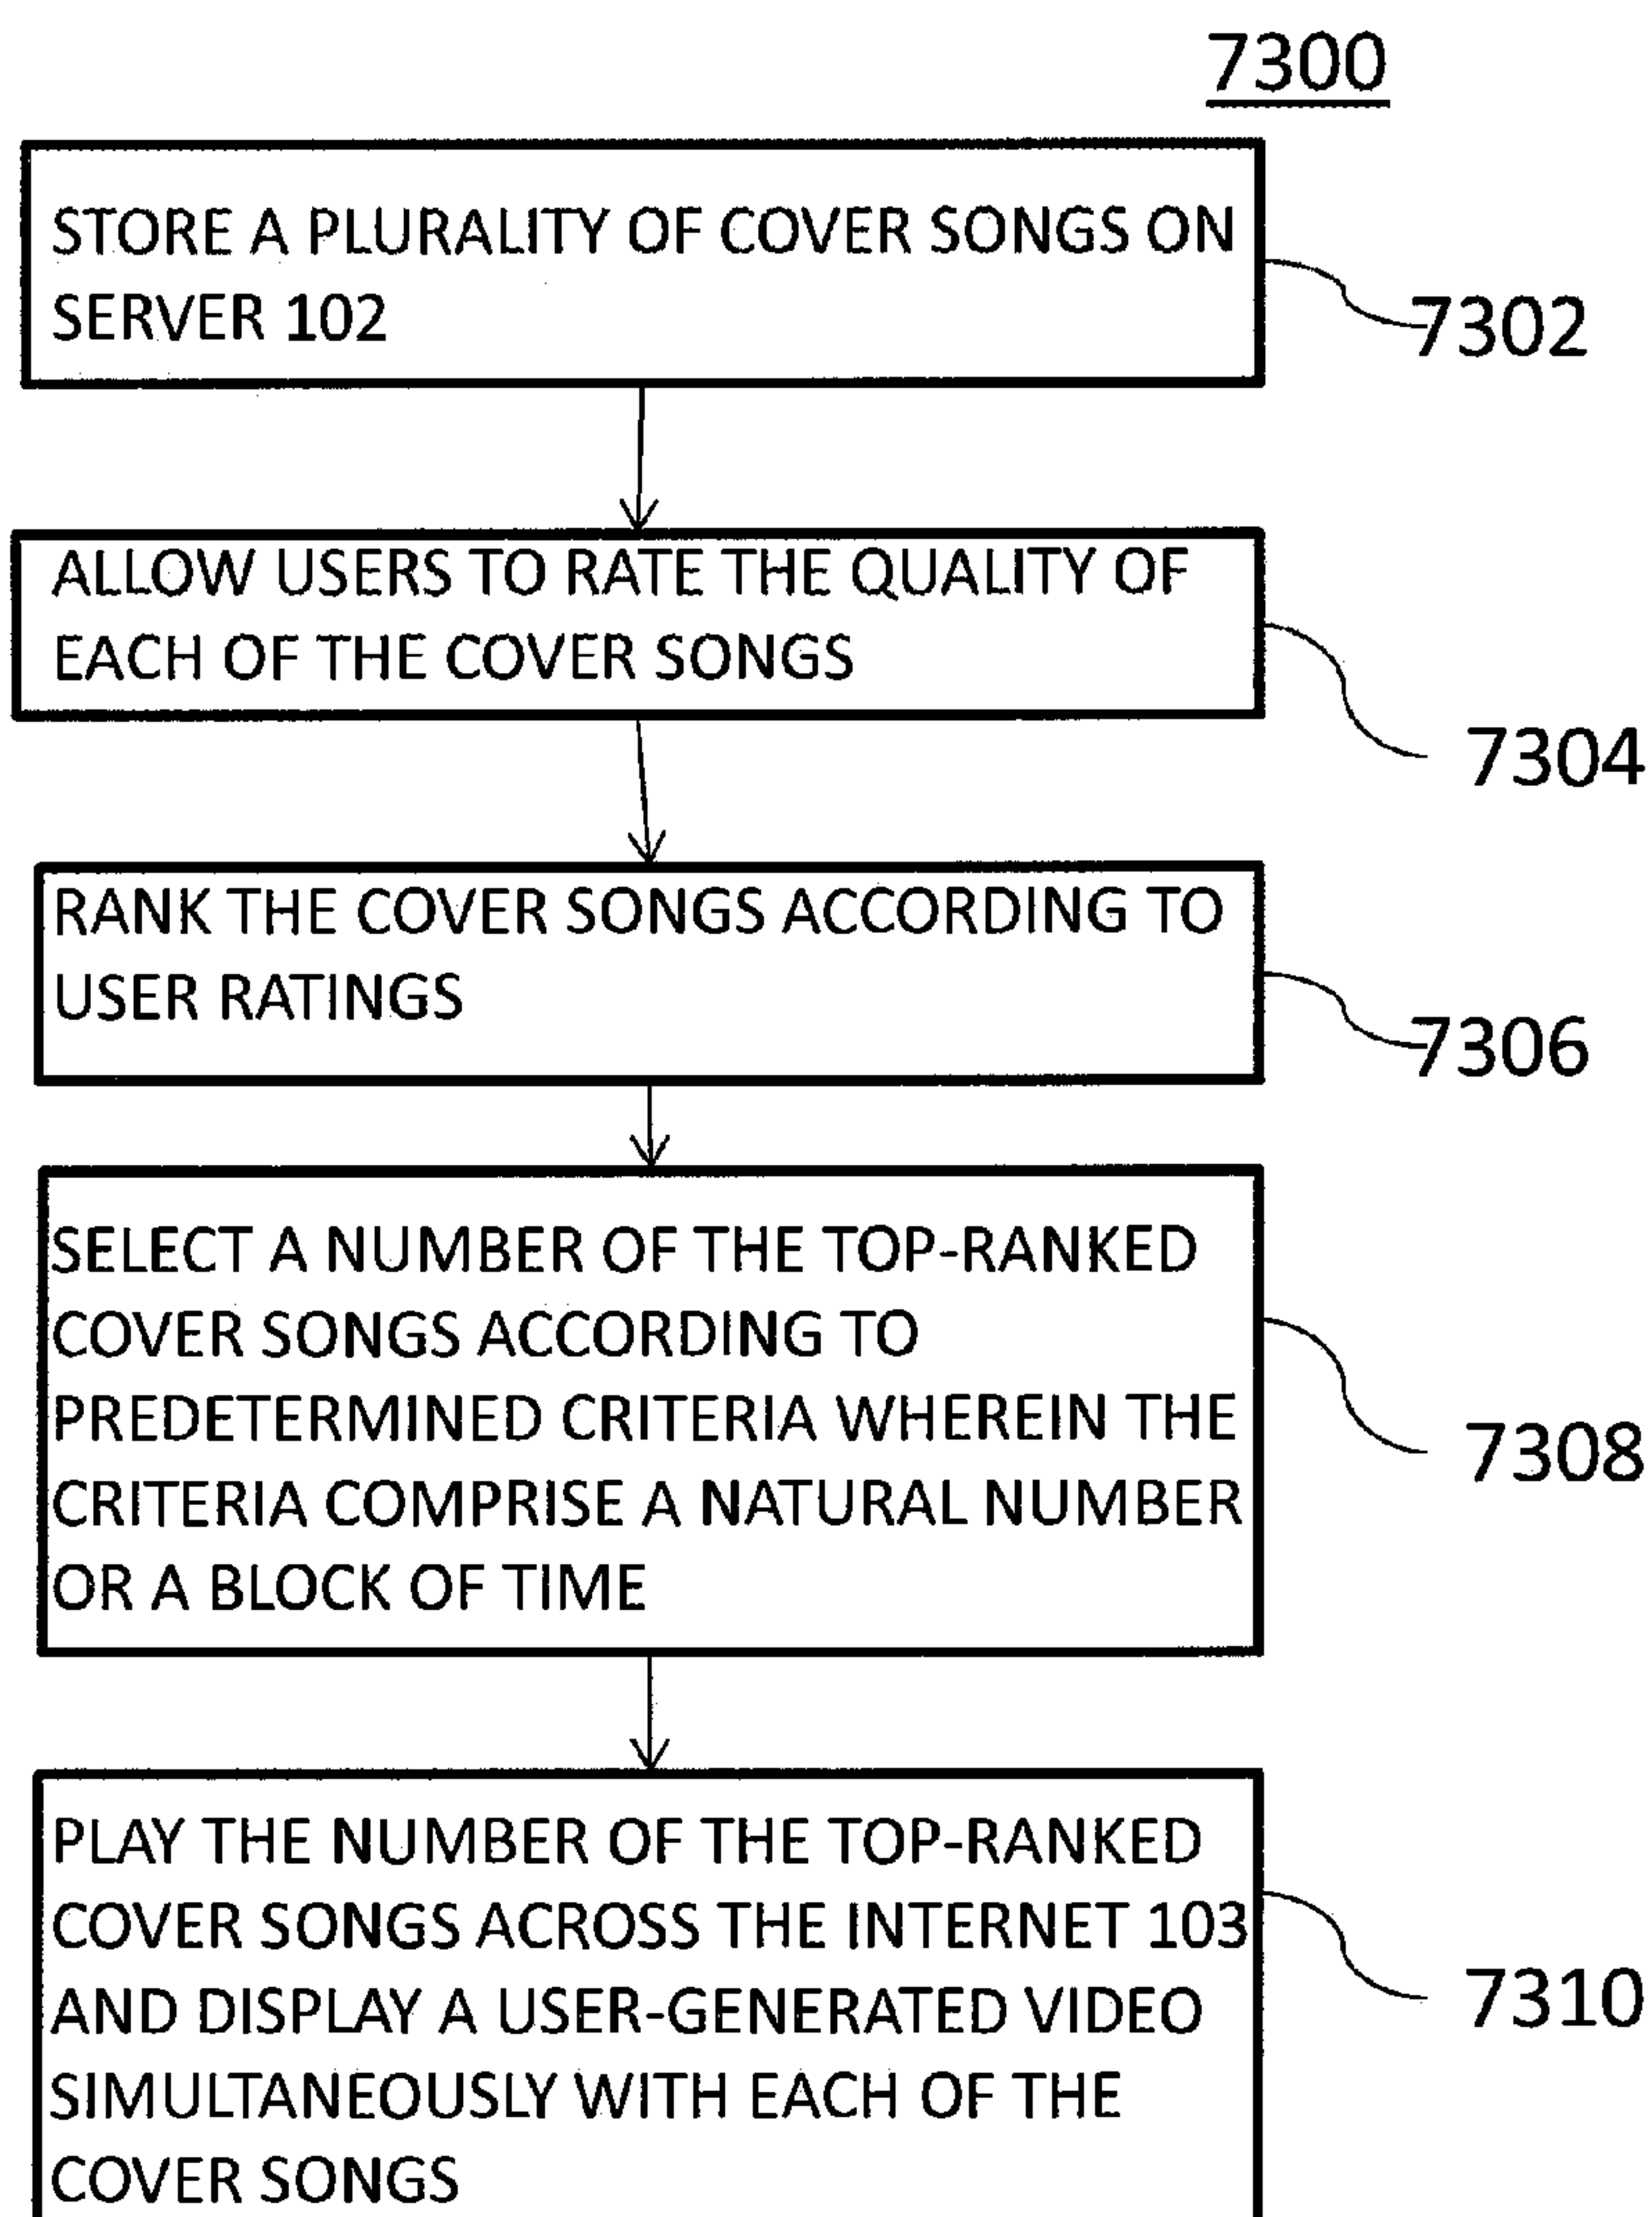 7300
STORE A PLURALITY OF COVER SONGS ON
SERVER 102
7302
ALLOW USERS TO RATE THE QUALITY OF
EACH OF THE COVER SONGS
7304
RANK THE COVER SONGS ACCORDING TO
USER RATINGS
7306
SELECT A NUMBER OF THE TOP-RANKED
COVER SONGS ACCORDING TO
PREDETERMINED CRITERIA WHEREIN THE
CRITERIA COMPRISE A NATURAL NUMBER
OR A BLOCK OF TIME
7308
PLAY THE NUMBER OF THE TOP-RANKED
COVER SONGS ACROSS THE INTERNET 103
AND DISPLAY A USER-GENERATED VIDEO
SIMULTANEOUSLY WITH EACH OF THE
COVER SONGS
7310